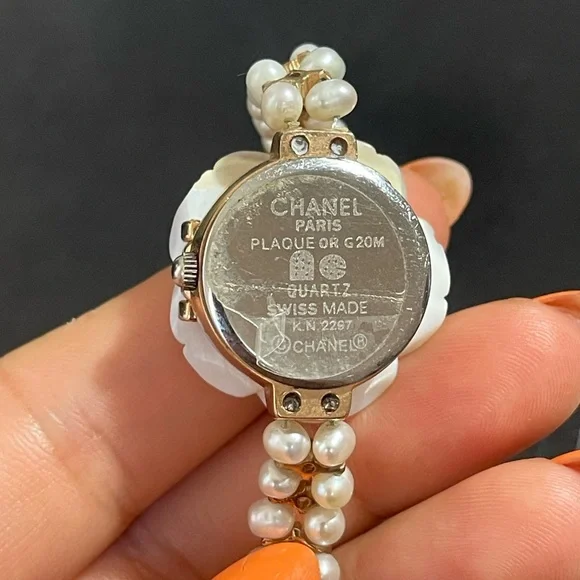 CHANEL
PARIS
PLAQUE OR G20M
QUARTZ
SWISS MADE
K.N. 2267
©CHANEL®